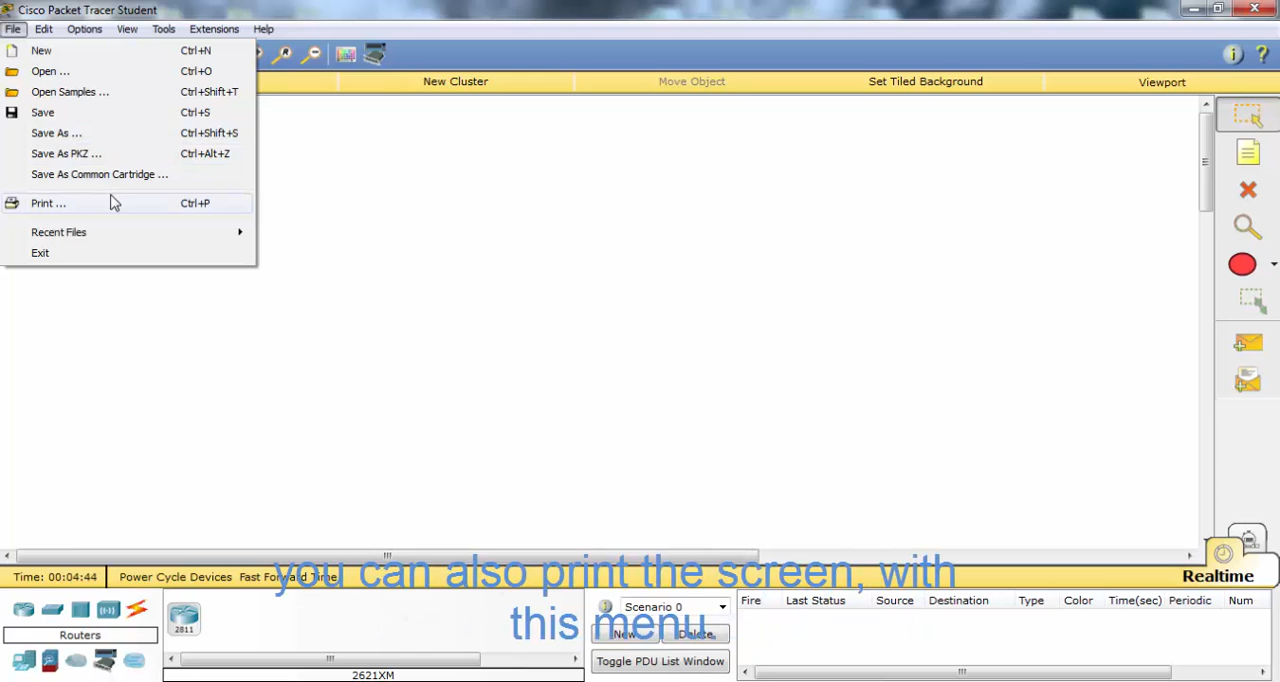 Cisco Packet Tracer Student
File Edit Options View Tools Extensions Help
New Ctrl+N
Open ... Ctrl+O
Open Samples ... Ctrl+Shift+T
Save Ctrl+S
Save As ... Ctrl+Shift+S
Save As PKZ ... Ctrl+Alt+Z
Save As Common Cartridge ...
Print ... Ctrl+P
Recent Files
Exit
New Cluster Move Object Set Tiled Background Viewport
Time: 00:04:44 Power Cycle Devices Fast Forward Time
Realtime
you can also print the screen, with
this menu
Routers
2811
2621XM
Scenario 0
New Delete
Toggle PDU List Window
Fire Last Status Source Destination Type Color Time(sec) Periodic Num